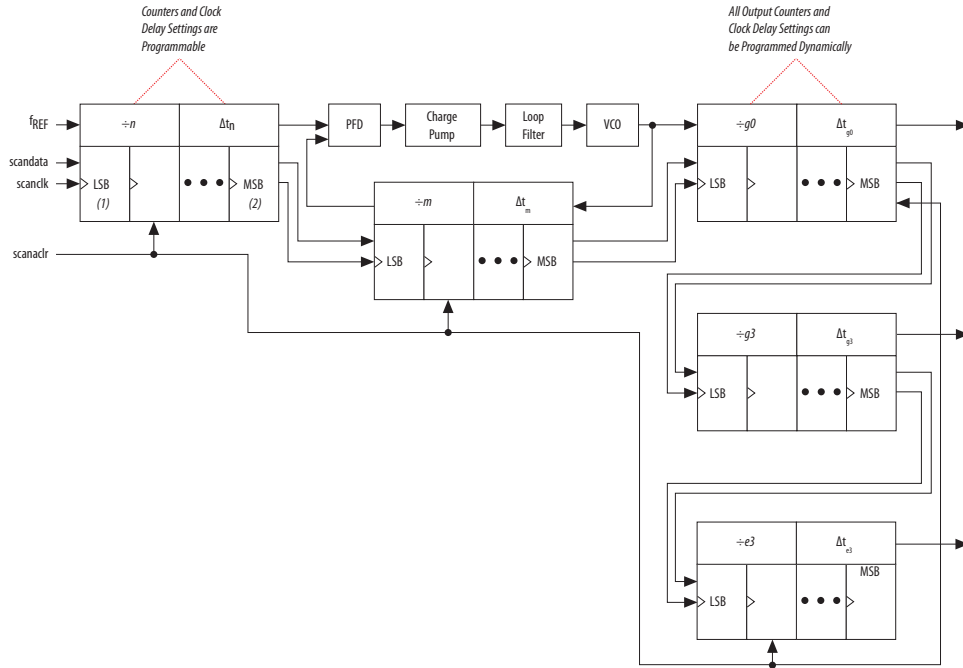 Counters and Clock
Delay Settings are
Programmable
All Output Counters and
Clock Delay Settings can
be Programmed Dynamically
fREF
÷n
Δtn
PFD
Charge
Pump
Loop
Filter
VCO
÷g0
Δtg0
scandata
scanclk
LSB
(1)
MSB
(2)
LSB
MSB
÷m
Δtm
scanaclr
LSB
MSB
÷g3
Δtg3
LSB
MSB
÷e3
Δte3
MSB
LSB